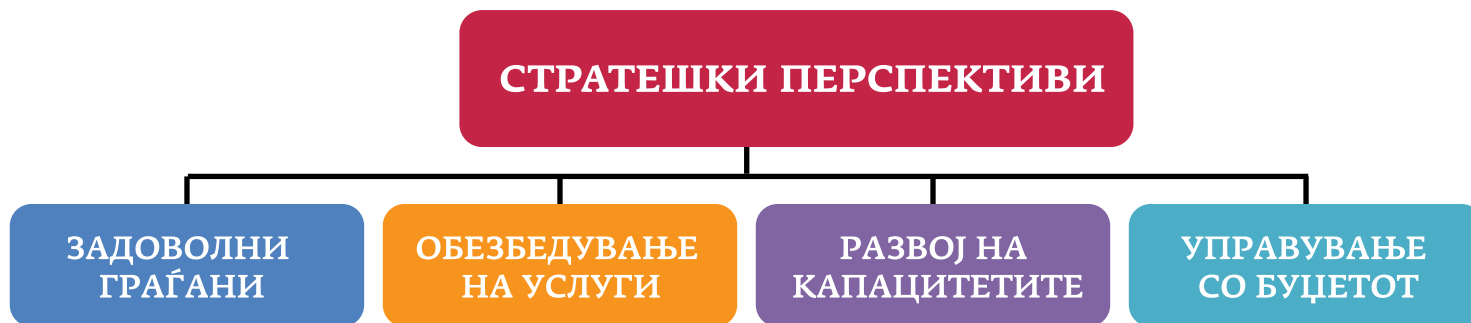 СТРАТЕШКИ ПЕРСПЕКТИВИ
ЗАДОВОЛНИ
ГРАЃАНИ
ОБЕЗБЕДУВАЊЕ
НА УСЛУГИ
РАЗВОЈ НА
КАПАЦИТЕТИТЕ
УПРАВУВАЊЕ
СО БУЏЕТОТ